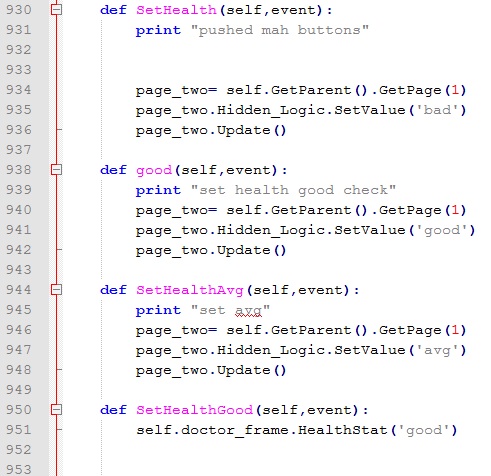 930 def SetHealth(self,event):
931 print "pushed mah buttons"
932
933
934 page_two= self.GetParent().GetPage(1)
935 page_two.Hidden_Logic.SetValue('bad')
936 page_two.Update()
937
938 def good(self,event):
939 print "set health good check"
940 page_two= self.GetParent().GetPage(1)
941 page_two.Hidden_Logic.SetValue('good')
942 page_two.Update()
943
944 def SetHealthAvg(self,event):
945 print "set avg"
946 page_two= self.GetParent().GetPage(1)
947 page_two.Hidden_Logic.SetValue('avg')
948 page_two.Update()
949
950 def SetHealthGood(self,event):
951 self.doctor_frame.HealthStat('good')
952
953